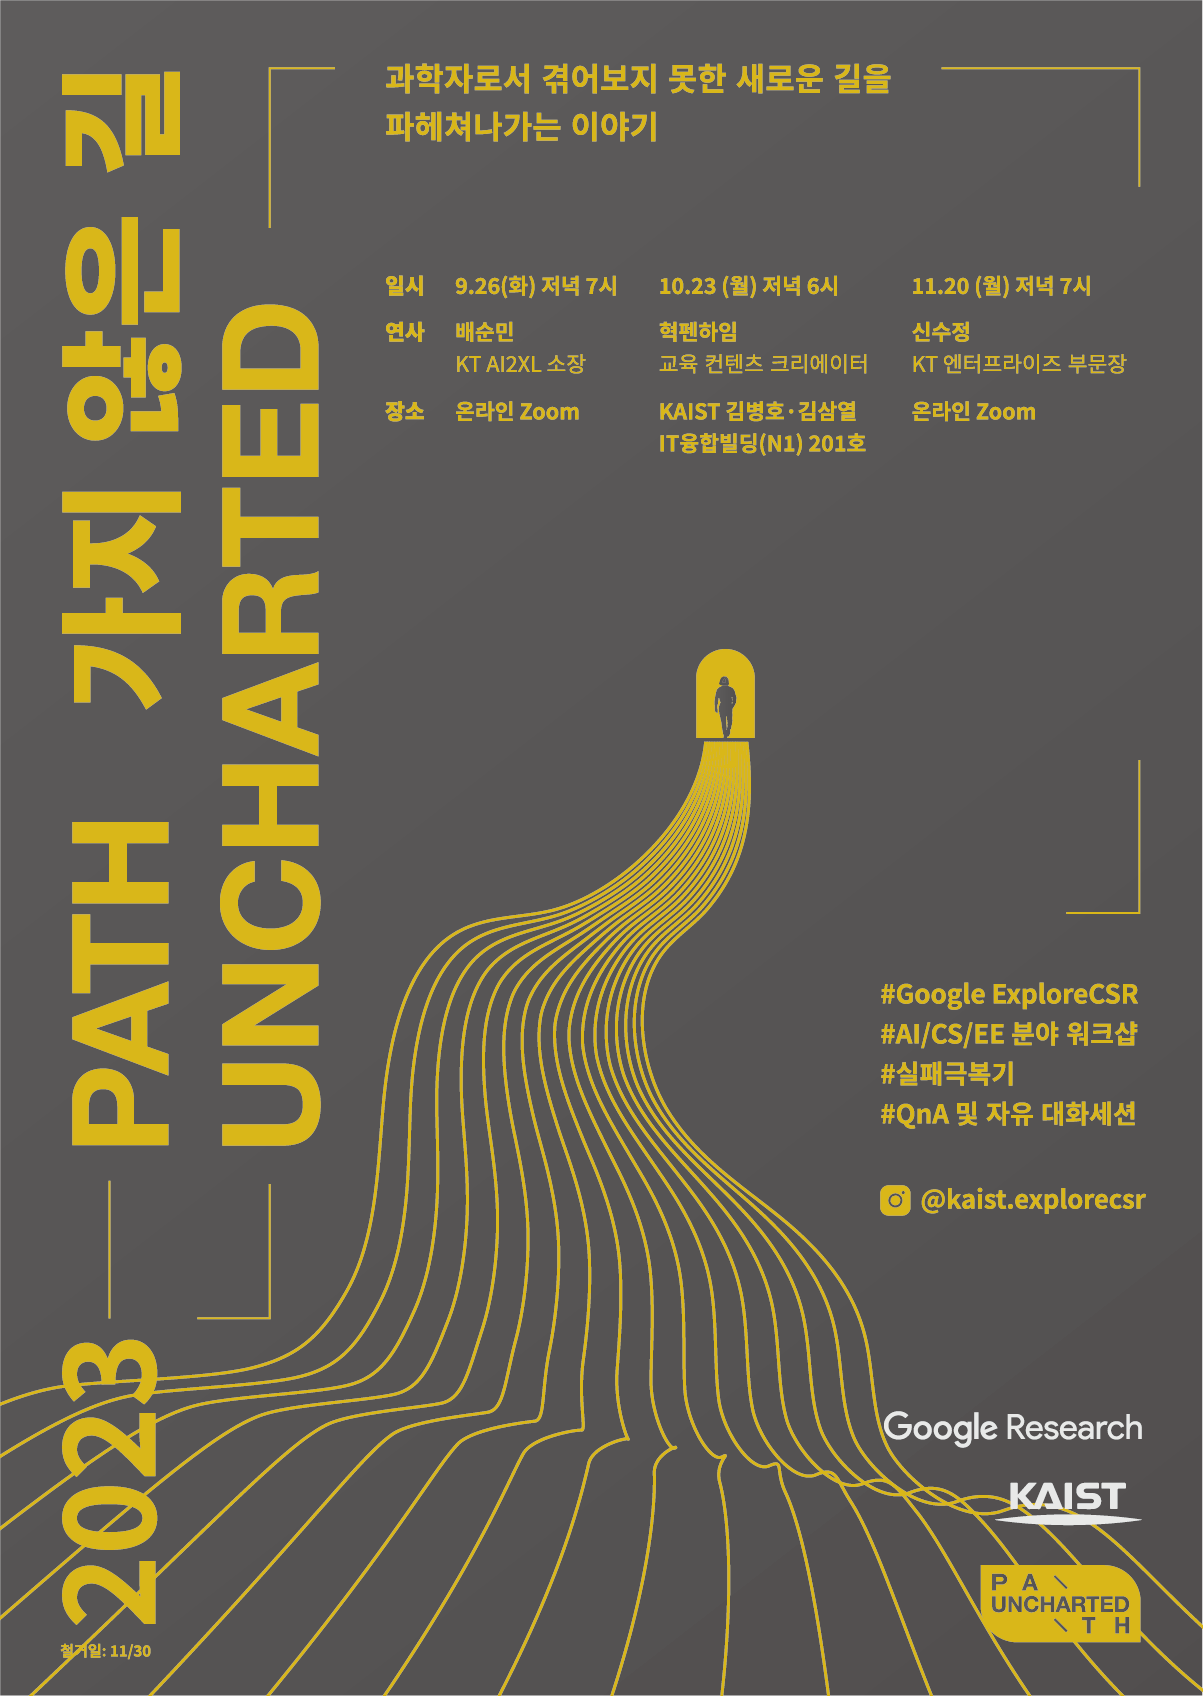 가지 않은 길
PATH
UNCHARTED
2023
철거일: 11/30
과학자로서 겪어보지 못한 새로운 길을
파헤쳐나가는 이야기
일시 9.26(화) 저녁 7시 10.23 (월) 저녁 6시 11.20 (월) 저녁 7시
연사 배순민 혁펜하임 신수정
KT AI2XL 소장 교육 컨텐츠 크리에이터 KT 엔터프라이즈 부문장
장소 온라인 Zoom KAIST 김병호·김삼열 온라인 Zoom
IT융합빌딩(N1) 201호
#Google ExploreCSR
#AI/CS/EE 분야 워크샵
#실패극복기
#QnA 및 자유 대화세션
@kaist.explorecsr
Google Research
KAIST
PA
UNCHARTED
TH